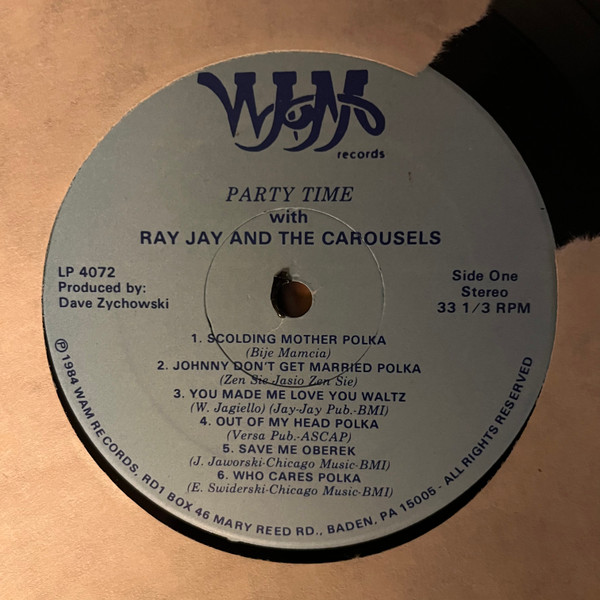 WAM
records
PARTY TIME
with
RAY JAY AND THE CAROUSELS
LP 4072
Produced by:
Dave Zychowski
Side One
Stereo
33 1/3 RPM
1. SCOLDING MOTHER POLKA
(Bije Mamcia)
2. JOHNNY DON'T GET MARRIED POLKA
(Zen Sie Jasio Zen Sie)
3. YOU MADE ME LOVE YOU WALTZ
(W. Jagiello) (Jay-Jay Pub.-BMI)
4. OUT OF MY HEAD POLKA
(Versa Pub.-ASCAP)
5. SAVE ME OBEREK
(J. Jaworski-Chicago Music-BMI)
6. WHO CARES POLKA
(E. Swiderski-Chicago Music-BMI)
℗ 1984 WAM RECORDS, RD1 BOX 46 MARY REED RD., BADEN, PA 15005 - ALL RIGHTS RESERVED